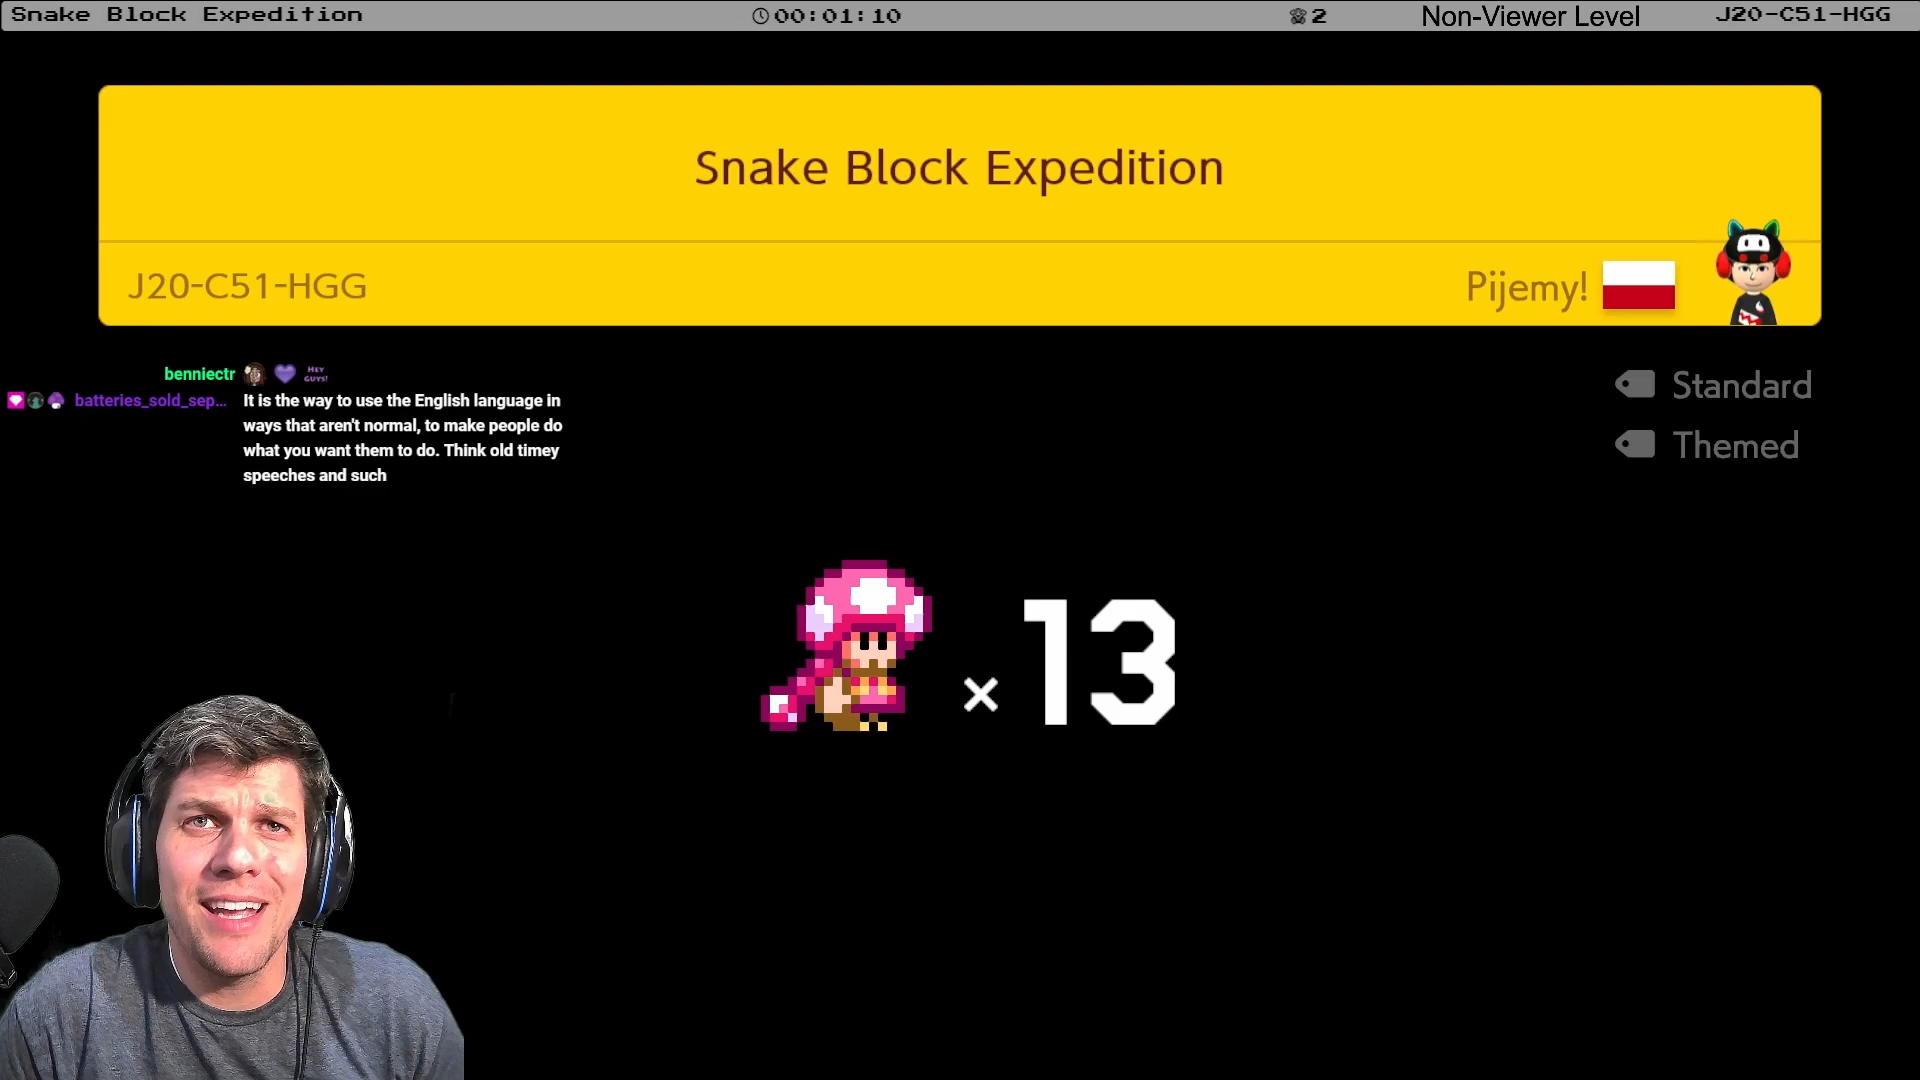 Snake Block Expedition
00:01:10
2
Non-Viewer Level
J20-C51-HGG
Snake Block Expedition
J20-C51-HGG
Pijemy!
benniectr HEY GUYS!
batteries_sold_sep... It is the way to use the English language in
ways that aren't normal, to make people do
what you want them to do. Think old timey
speeches and such
Standard
Themed
× 13